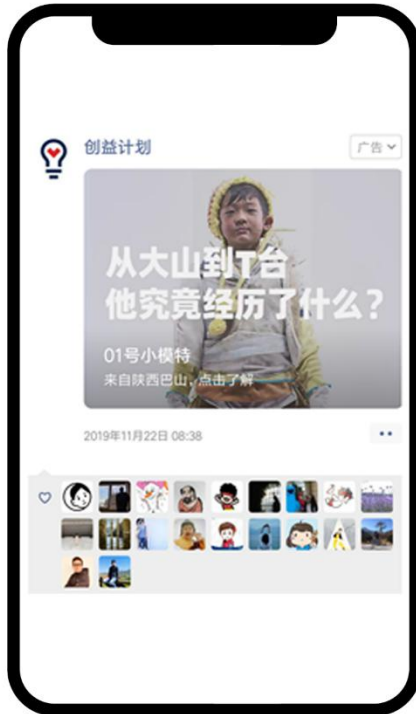 创益计划
广告
从大山到T台
他究竟经历了什么？
01号小模特
来自陕西巴山，点击了解
2019年11月22日 08:38